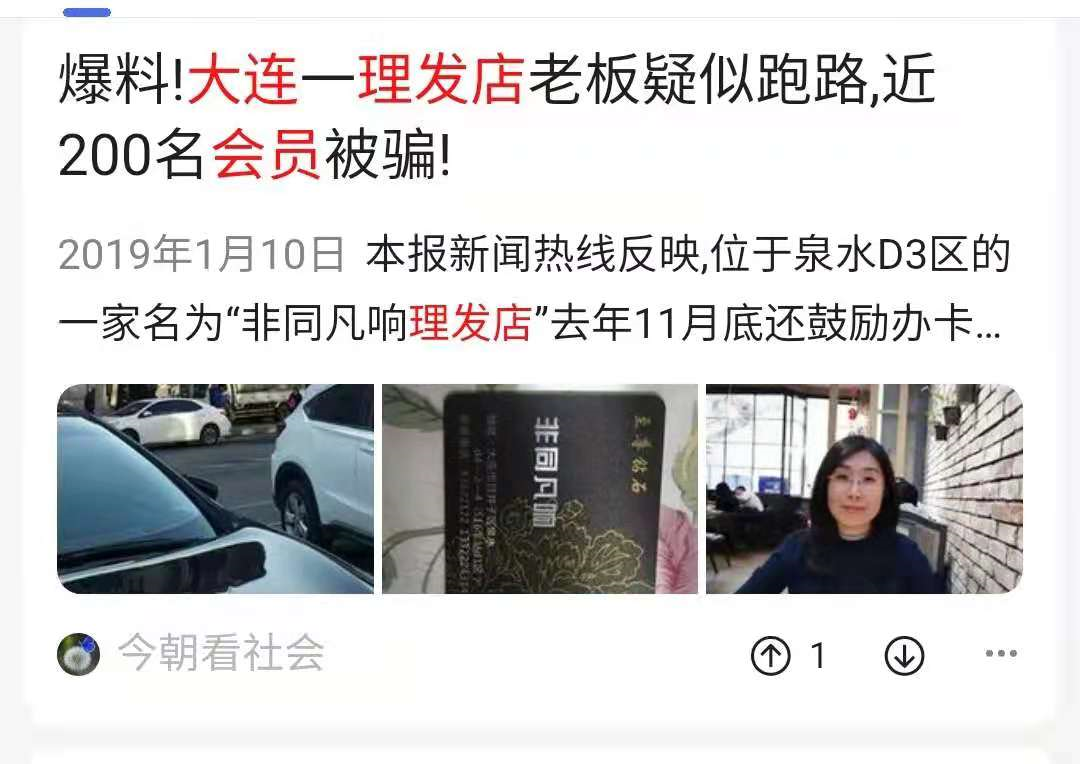 爆料!大连一理发店老板疑似跑路,近
200名会员被骗!
2019年1月10日 本报新闻热线反映,位于泉水D3区的
一家名为“非同凡响理发店”去年11月底还鼓励办卡...
非同凡响
至尊钻石
今朝看社会
1